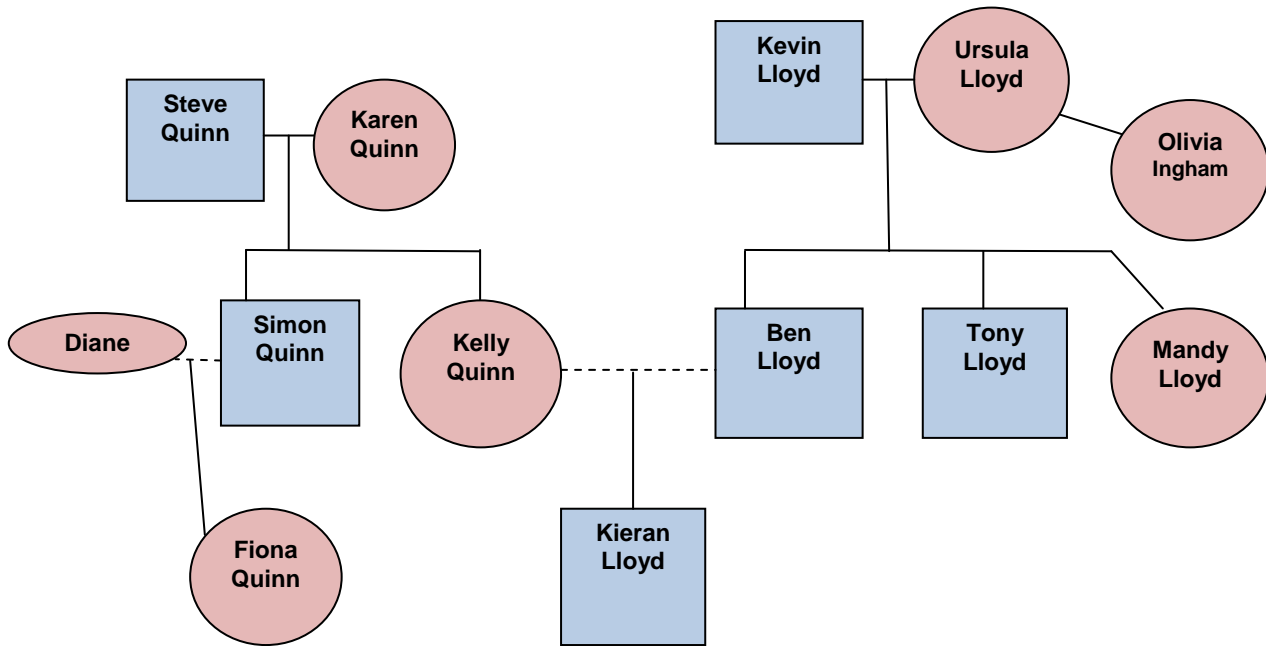 Kevin
Lloyd
Ursula
Lloyd
Steve
Quinn
Karen
Quinn
Olivia
Ingham
Diane
Simon
Quinn
Kelly
Quinn
Ben
Lloyd
Tony
Lloyd
Mandy
Lloyd
Fiona
Quinn
Kieran
Lloyd